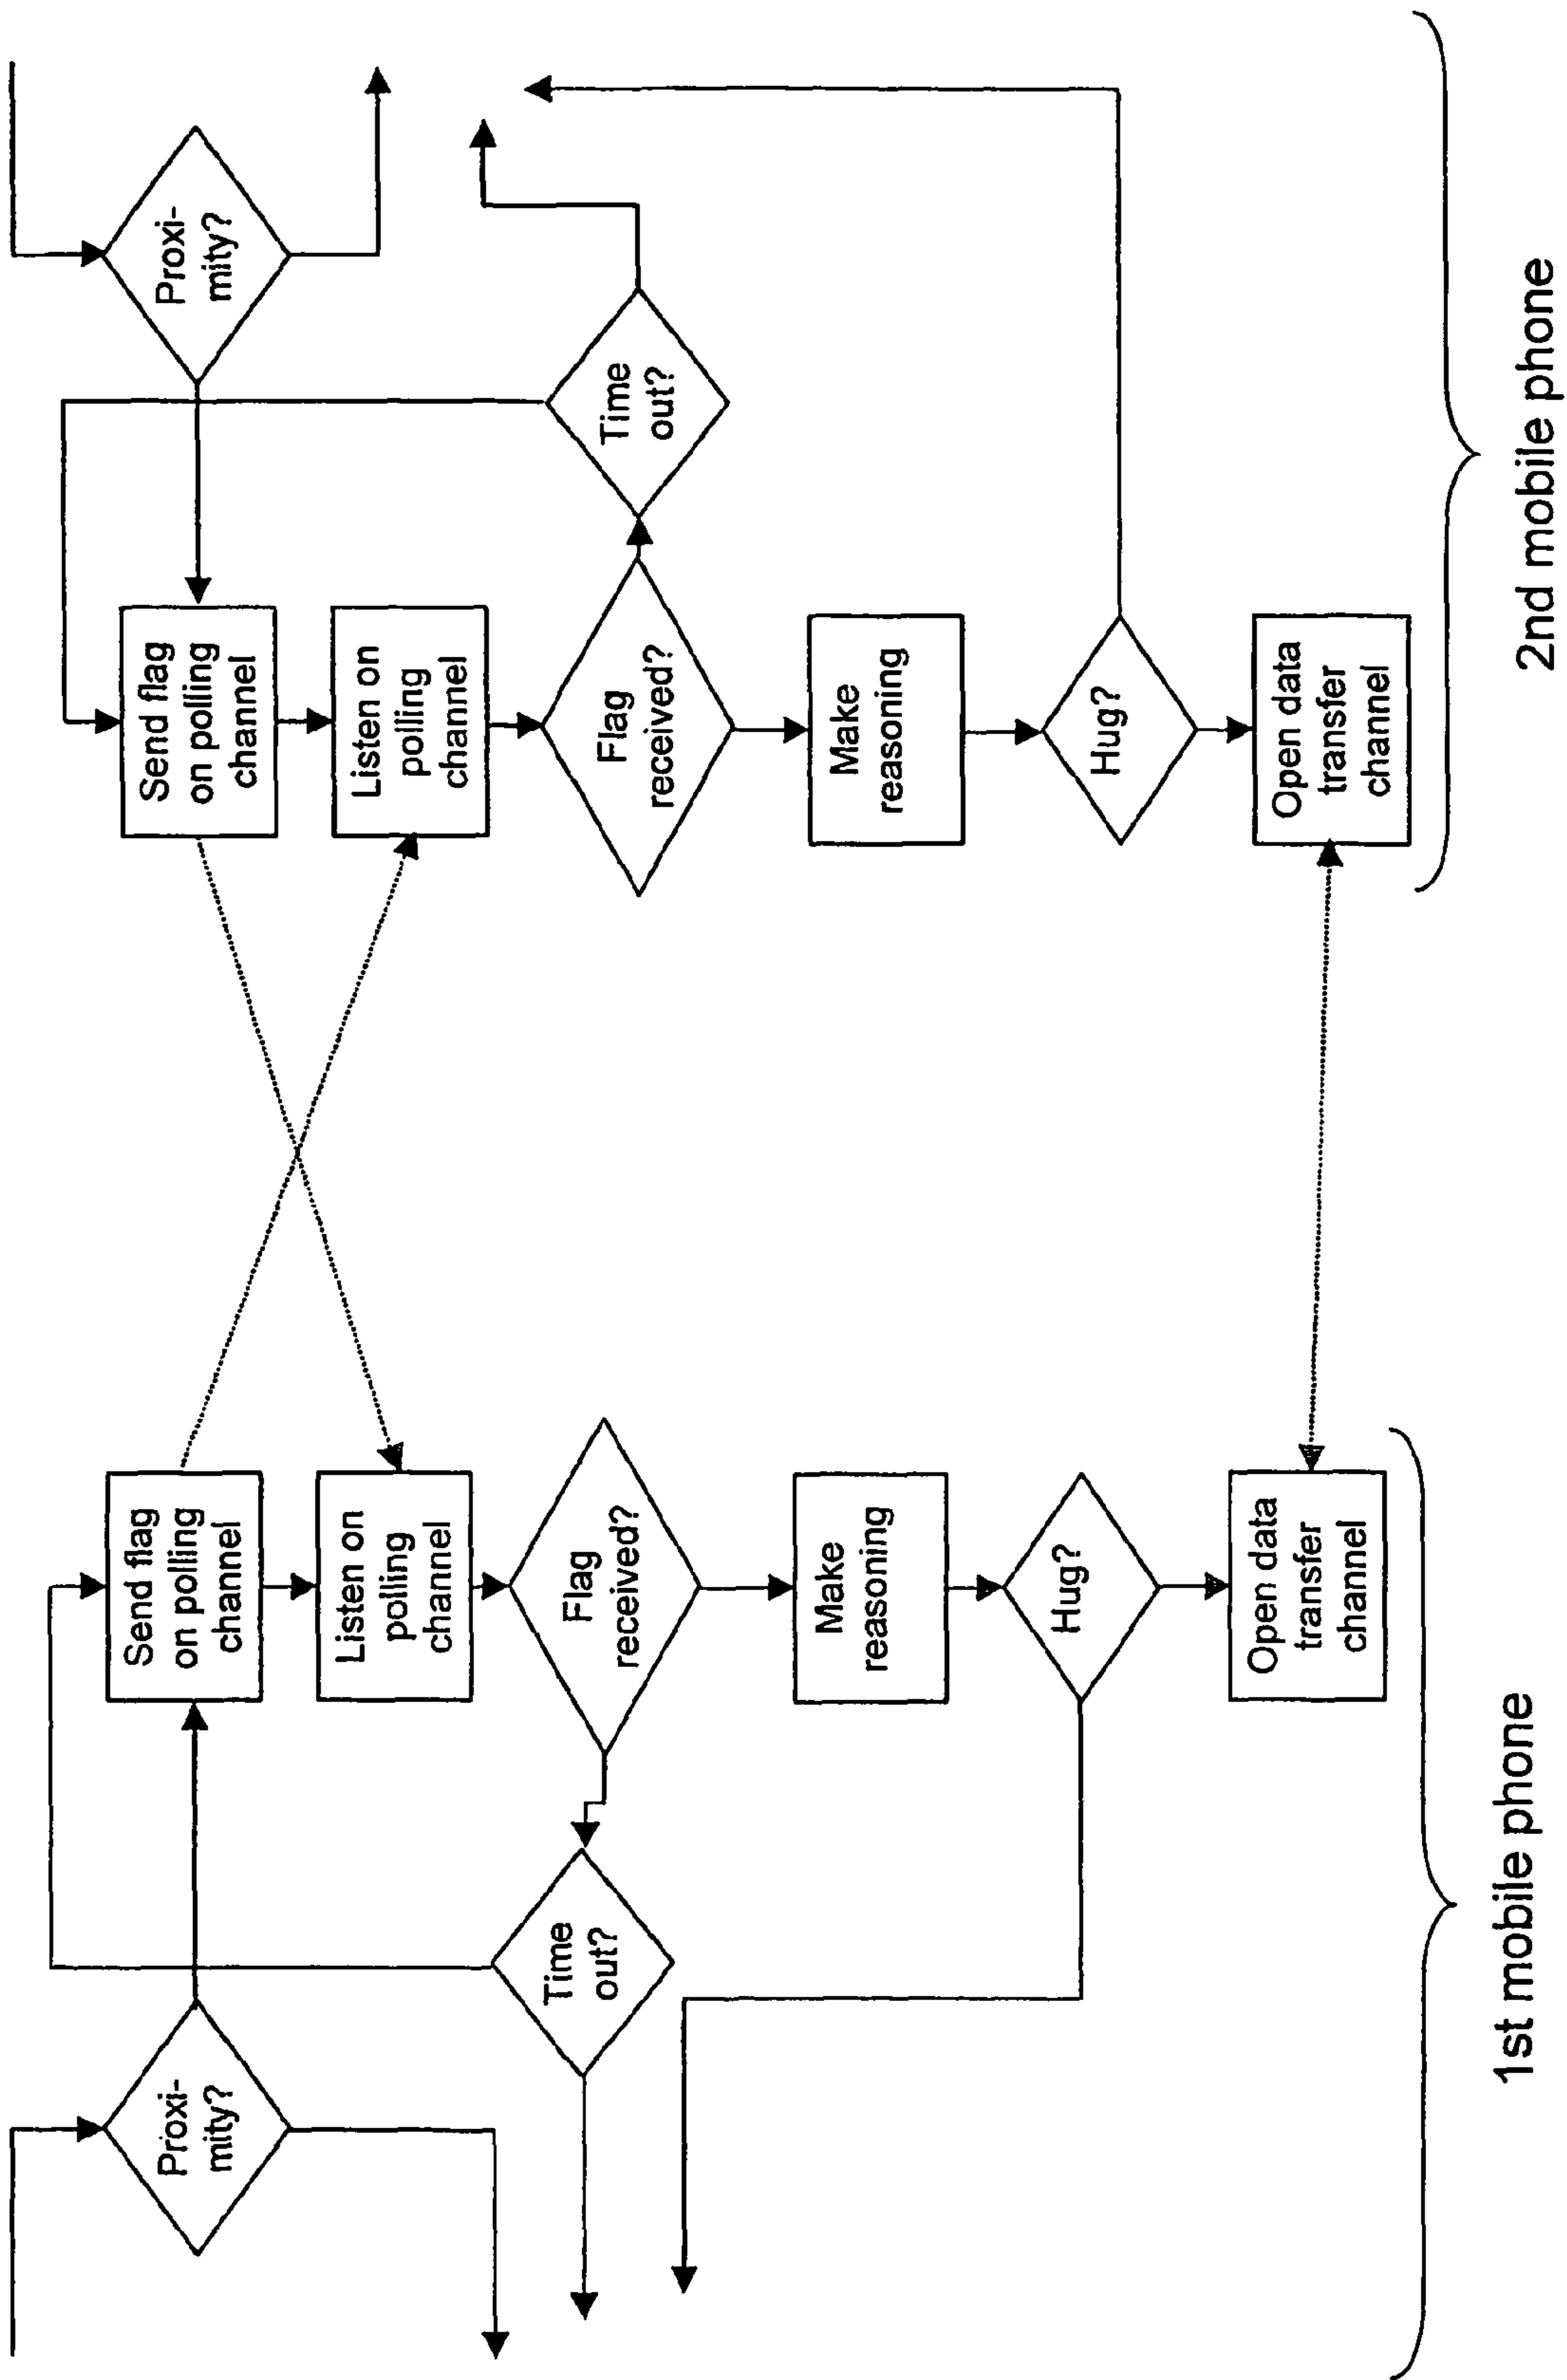 Proxi-
mity?
Send flag
on polling
channel
Listen on
polling
channel
Flag
received?
Time
out?
Make
reasoning
Hug?
Open data
transfer
channel
1st mobile phone
Send flag
on polling
channel
Proxi-
mity?
Listen on
polling
channel
Flag
received?
Time
out?
Make
reasoning
Hug?
Open data
transfer
channel
2nd mobile phone